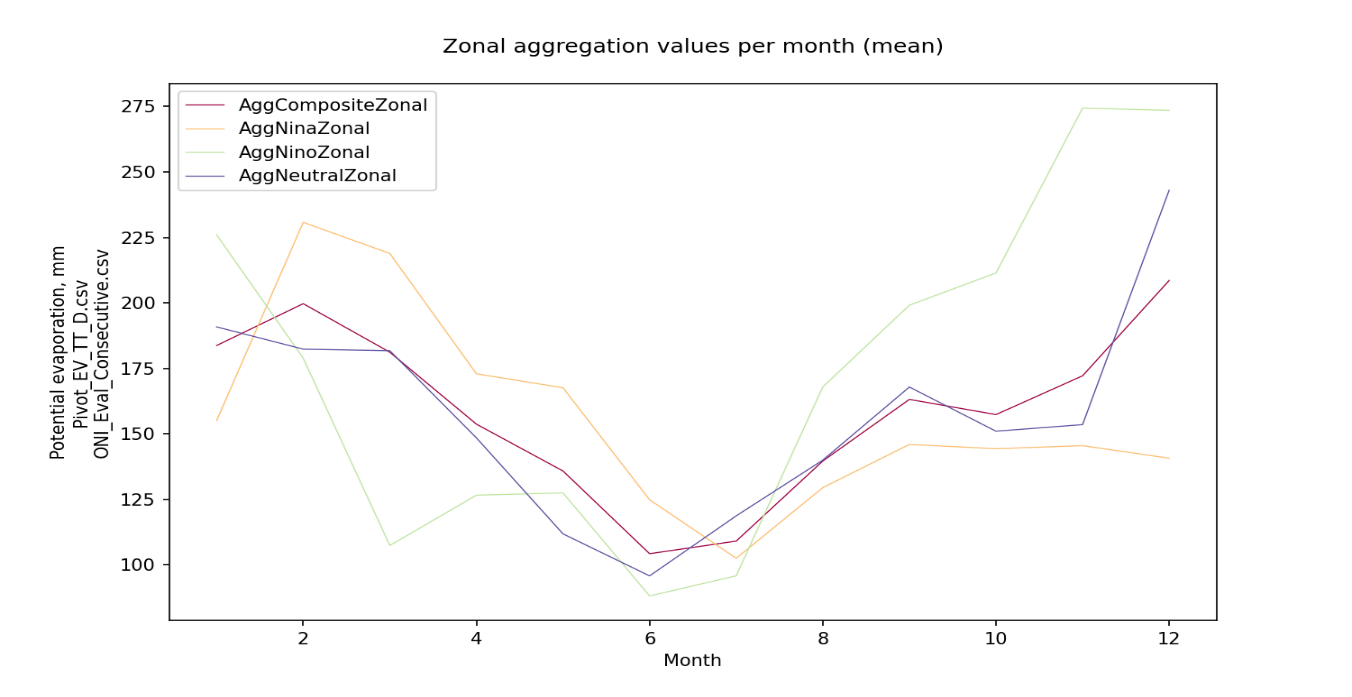 Zonal aggregation values per month (mean)
AggCompositeZonal
AggNinaZonal
AggNinoZonal
AggNeutralZonal
275
250
225
200
175
150
125
100
Potential evaporation, mm
Pivot_EV_TT_D.csv
ONI_Eval_Consecutive.csv
2 4 6 8 10 12
Month